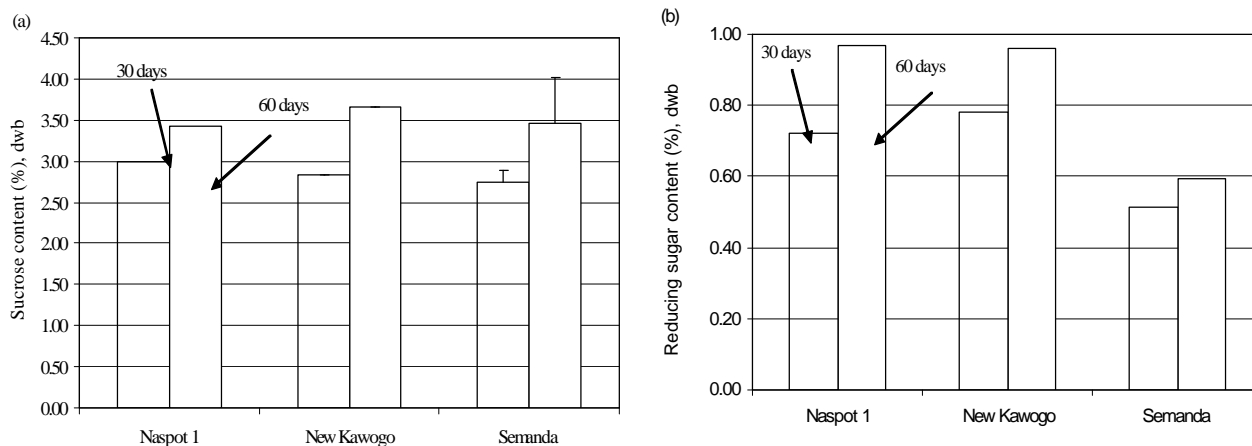 (a)
Sucrose content (%), dwb
4.50
4.00
3.50
3.00
2.50
2.00
1.50
1.00
0.50
0.00
30 days
60 days
Naspot 1
New Kawogo
Semanda
(b)
Reducing sugar content (%), dwb
1.00
0.80
0.60
0.40
0.20
0.00
30 days
60 days
Naspot 1
New Kawogo
Semanda